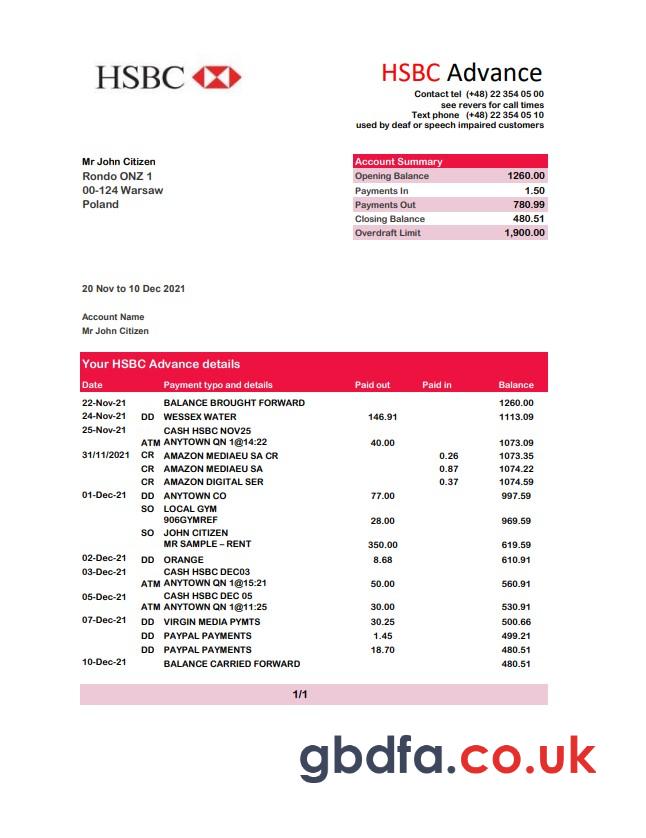 HSBC
HSBC Advance
Contact tel (+48) 22 354 05 00
see revers for call times
Text phone (+48) 22 354 05 10
used by deaf or speech impaired customers
Mr John Citizen
Rondo ONZ 1
00-124 Warsaw
Poland
Account Summary
Opening Balance 1260.00
Payments In 1.50
Payments Out 780.99
Closing Balance 480.51
Overdraft Limit 1,900.00
20 Nov to 10 Dec 2021
Account Name
Mr John Citizen
Your HSBC Advance details
Date Payment typo and details Paid out Paid in Balance
22-Nov-21 BALANCE BROUGHT FORWARD 1260.00
24-Nov-21 DD WESSEX WATER 146.91 1113.09
25-Nov-21 CASH HSBC NOV25
ATM ANYTOWN QN 1@14:22 40.00 1073.09
31/11/2021 CR AMAZON MEDIAEU SA CR 0.26 1073.35
CR AMAZON MEDIAEU SA 0.87 1074.22
CR AMAZON DIGITAL SER 0.37 1074.59
01-Dec-21 DD ANYTOWN CO 77.00 997.59
SO LOCAL GYM
906GYMREF 28.00 969.59
SO JOHN CITIZEN
MR SAMPLE – RENT 350.00 619.59
02-Dec-21 DD ORANGE 8.68 610.91
03-Dec-21 CASH HSBC DEC03
ATM ANYTOWN QN 1@15:21 50.00 560.91
05-Dec-21 CASH HSBC DEC 05
ATM ANYTOWN QN 1@11:25 30.00 530.91
07-Dec-21 DD VIRGIN MEDIA PYMTS 30.25 500.66
DD PAYPAL PAYMENTS 1.45 499.21
DD PAYPAL PAYMENTS 18.70 480.51
10-Dec-21 BALANCE CARRIED FORWARD 480.51
1/1
gbdfa.co.uk